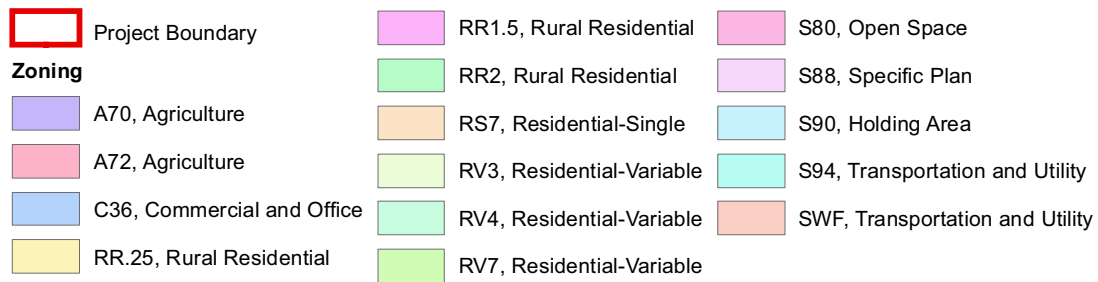 Project Boundary
Zoning
A70, Agriculture
A72, Agriculture
C36, Commercial and Office
RR.25, Rural Residential
RR1.5, Rural Residential
RR2, Rural Residential
RS7, Residential-Single
RV3, Residential-Variable
RV4, Residential-Variable
RV7, Residential-Variable
S80, Open Space
S88, Specific Plan
S90, Holding Area
S94, Transportation and Utility
SWF, Transportation and Utility